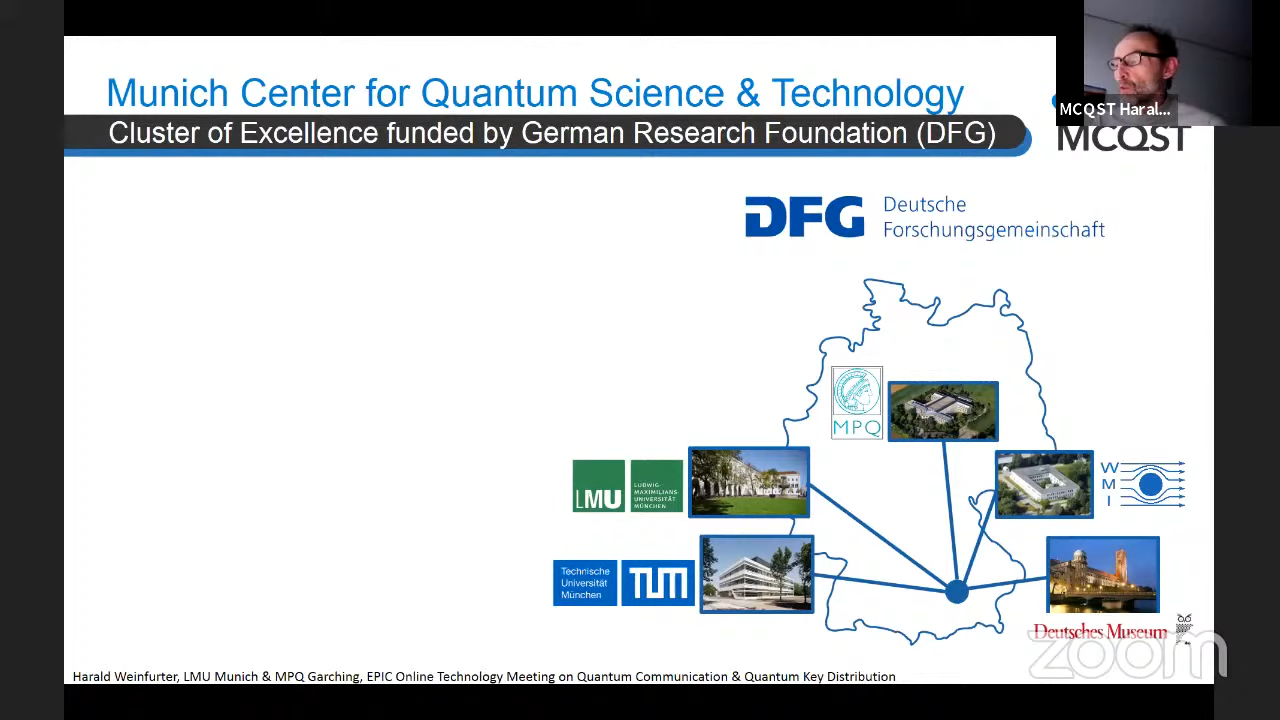 Munich Center for Quantum Science & Technology
Cluster of Excellence funded by German Research Foundation (DFG)
MCQST Haral...
MCQST
DFG
Deutsche
Forschungsgemeinschaft
MPQ
LMU
LUDWIG-
MAXIMILIANS-
UNIVERSITÄT
MÜNCHEN
W
M
I
Technische
Universität
München
TUM
Deutsches Museum
zoom
Harald Weinfurter, LMU Munich & MPQ Garching, EPIC Online Technology Meeting on Quantum Communication & Quantum Key Distribution